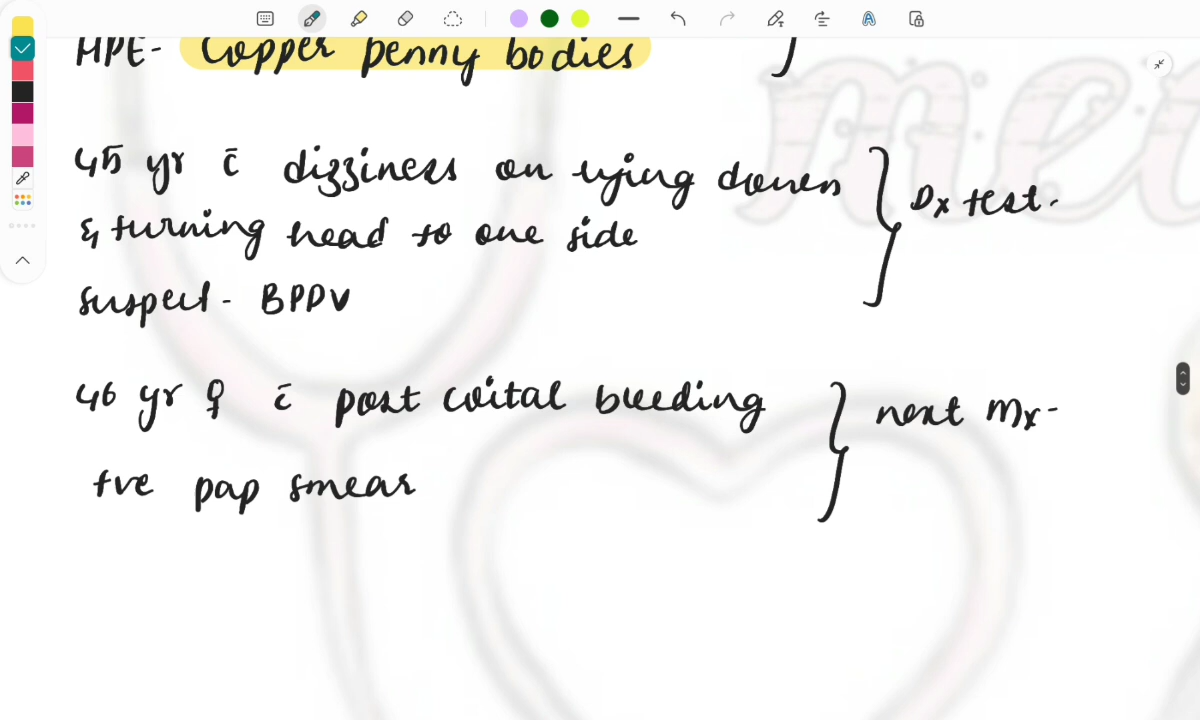 HPE- Copper penny bodies }
45 yr c̄ dizziness on lying down } Dx test.
& turning head to one side
suspect - BPPV
46 yr ♀ c̄ post coital bleeding } next Mx-
+ve pap smear
me